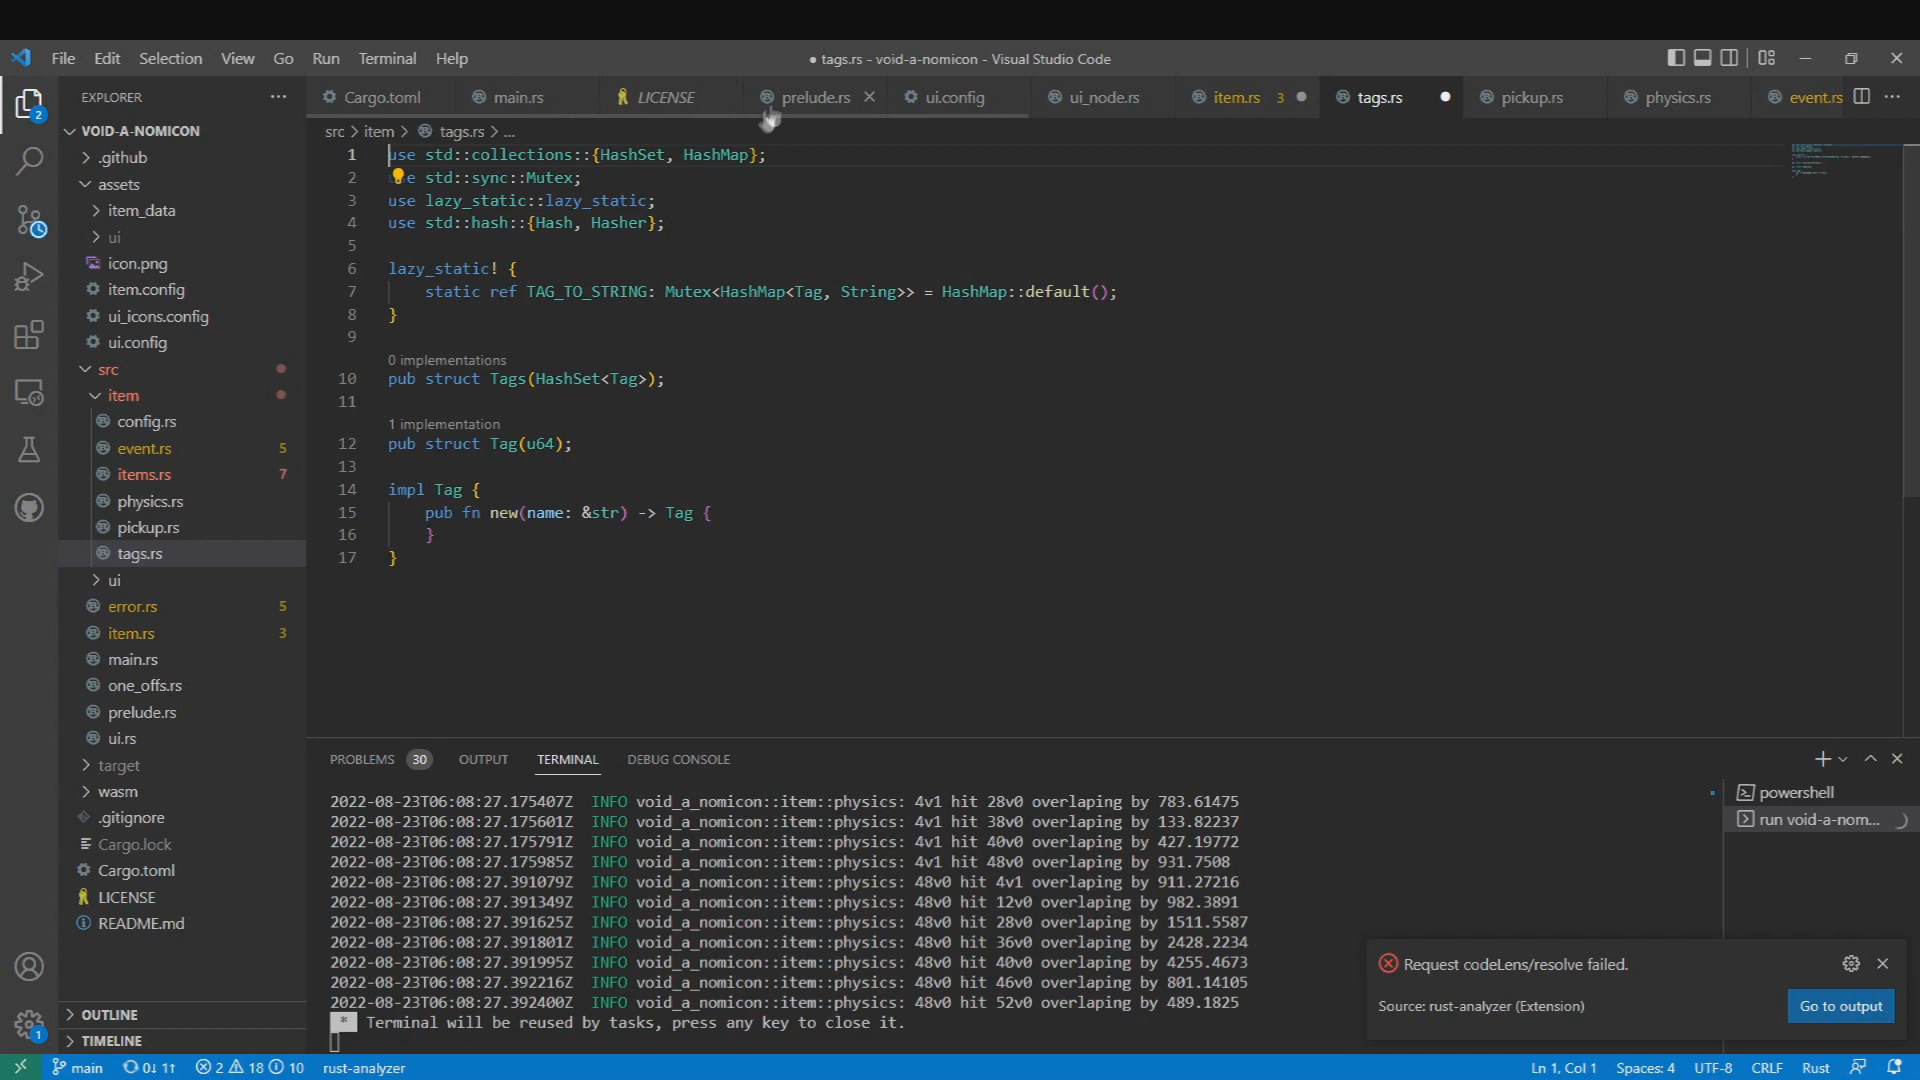 File Edit Selection View Go Run Terminal Help
● tags.rs - void-a-nomicon - Visual Studio Code
EXPLORER
Cargo.toml
main.rs
LICENSE
prelude.rs
ui.config
ui_node.rs
item.rs 3
tags.rs
pickup.rs
physics.rs
event.rs
src > item > tags.rs > ...
VOID-A-NOMICON
.github
assets
item_data
ui
icon.png
item.config
ui_icons.config
ui.config
src
item
config.rs
event.rs 5
items.rs 7
physics.rs
pickup.rs
tags.rs
ui
error.rs 5
item.rs 3
main.rs
one_offs.rs
prelude.rs
ui.rs
target
wasm
.gitignore
Cargo.lock
Cargo.toml
LICENSE
README.md
OUTLINE
TIMELINE
2
1
1 use std::collections::{HashSet, HashMap};
2 e std::sync::Mutex;
3 use lazy_static::lazy_static;
4 use std::hash::{Hash, Hasher};
5
6 lazy_static! {
7 static ref TAG_TO_STRING: Mutex<HashMap<Tag, String>> = HashMap::default();
8 }
9
0 implementations
10 pub struct Tags(HashSet<Tag>);
11
1 implementation
12 pub struct Tag(u64);
13
14 impl Tag {
15 pub fn new(name: &str) -> Tag {
16 }
17 }
PROBLEMS 30 OUTPUT TERMINAL DEBUG CONSOLE
2022-08-23T06:08:27.175407Z INFO void_a_nomicon::item::physics: 4v1 hit 28v0 overlaping by 783.61475
2022-08-23T06:08:27.175601Z INFO void_a_nomicon::item::physics: 4v1 hit 38v0 overlaping by 133.82237
2022-08-23T06:08:27.175791Z INFO void_a_nomicon::item::physics: 4v1 hit 40v0 overlaping by 427.19772
2022-08-23T06:08:27.175985Z INFO void_a_nomicon::item::physics: 4v1 hit 48v0 overlaping by 931.7508
2022-08-23T06:08:27.391079Z INFO void_a_nomicon::item::physics: 48v0 hit 4v1 overlaping by 911.27216
2022-08-23T06:08:27.391349Z INFO void_a_nomicon::item::physics: 48v0 hit 12v0 overlaping by 982.3891
2022-08-23T06:08:27.391625Z INFO void_a_nomicon::item::physics: 48v0 hit 28v0 overlaping by 1511.5587
2022-08-23T06:08:27.391801Z INFO void_a_nomicon::item::physics: 48v0 hit 36v0 overlaping by 2428.2234
2022-08-23T06:08:27.391995Z INFO void_a_nomicon::item::physics: 48v0 hit 40v0 overlaping by 4255.4673
2022-08-23T06:08:27.392216Z INFO void_a_nomicon::item::physics: 48v0 hit 46v0 overlaping by 801.14105
2022-08-23T06:08:27.392400Z INFO void_a_nomicon::item::physics: 48v0 hit 52v0 overlaping by 489.1825
* Terminal will be reused by tasks, press any key to close it.
powershell
run void-a-nom...
Request codeLens/resolve failed.
Source: rust-analyzer (Extension)
Go to output
main 0↓ 1↑ 2 18 10 rust-analyzer
Ln 1, Col 1 Spaces: 4 UTF-8 CRLF Rust